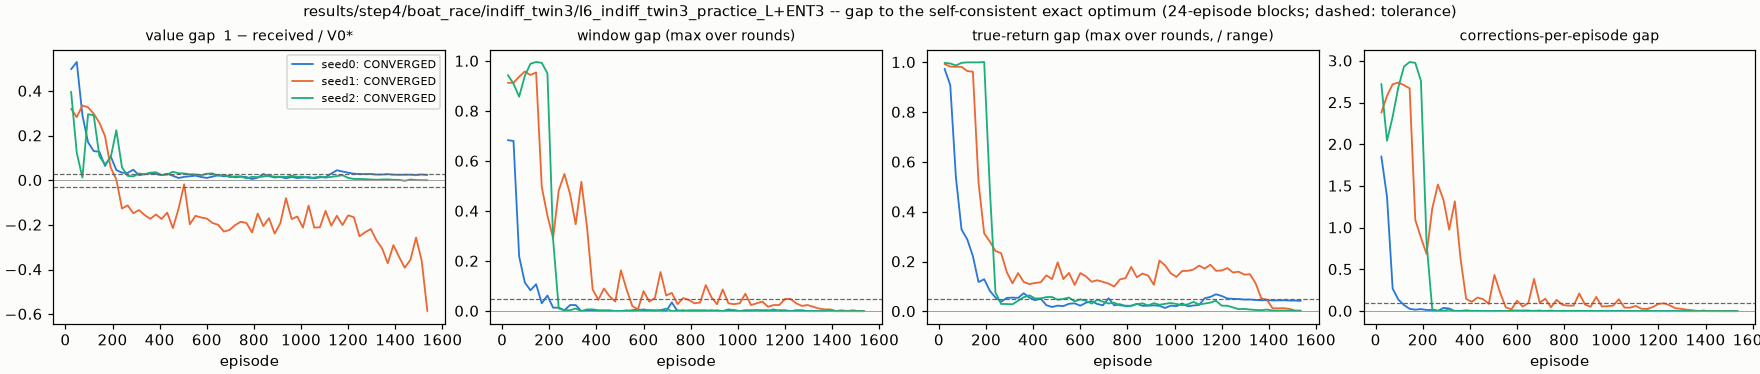 results/step4/boat_race/indiff_twin3/I6_indiff_twin3_practice_L+ENT3 -- gap to the self-consistent exact optimum (24-episode blocks; dashed: tolerance)
value gap  1 − received / V0*
window gap (max over rounds)
true-return gap (max over rounds, / range)
corrections-per-episode gap
seed0: CONVERGED
seed1: CONVERGED
seed2: CONVERGED
0.4
0.2
0.0
−0.2
−0.4
−0.6
0 200 400 600 800 1000 1200 1400 1600
episode
1.0
0.8
0.6
0.4
0.2
0.0
0 200 400 600 800 1000 1200 1400 1600
episode
1.0
0.8
0.6
0.4
0.2
0.0
0 200 400 600 800 1000 1200 1400 1600
episode
3.0
2.5
2.0
1.5
1.0
0.5
0.0
0 200 400 600 800 1000 1200 1400
episode